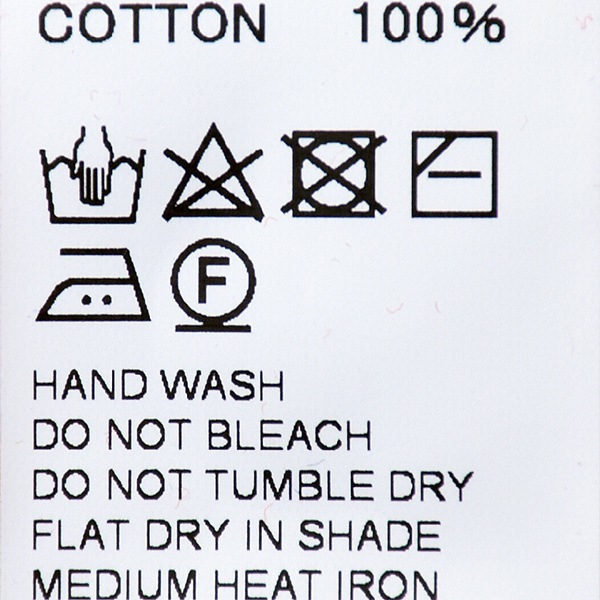 COTTON 100%
F
HAND WASH
DO NOT BLEACH
DO NOT TUMBLE DRY
FLAT DRY IN SHADE
MEDIUM HEAT IRON